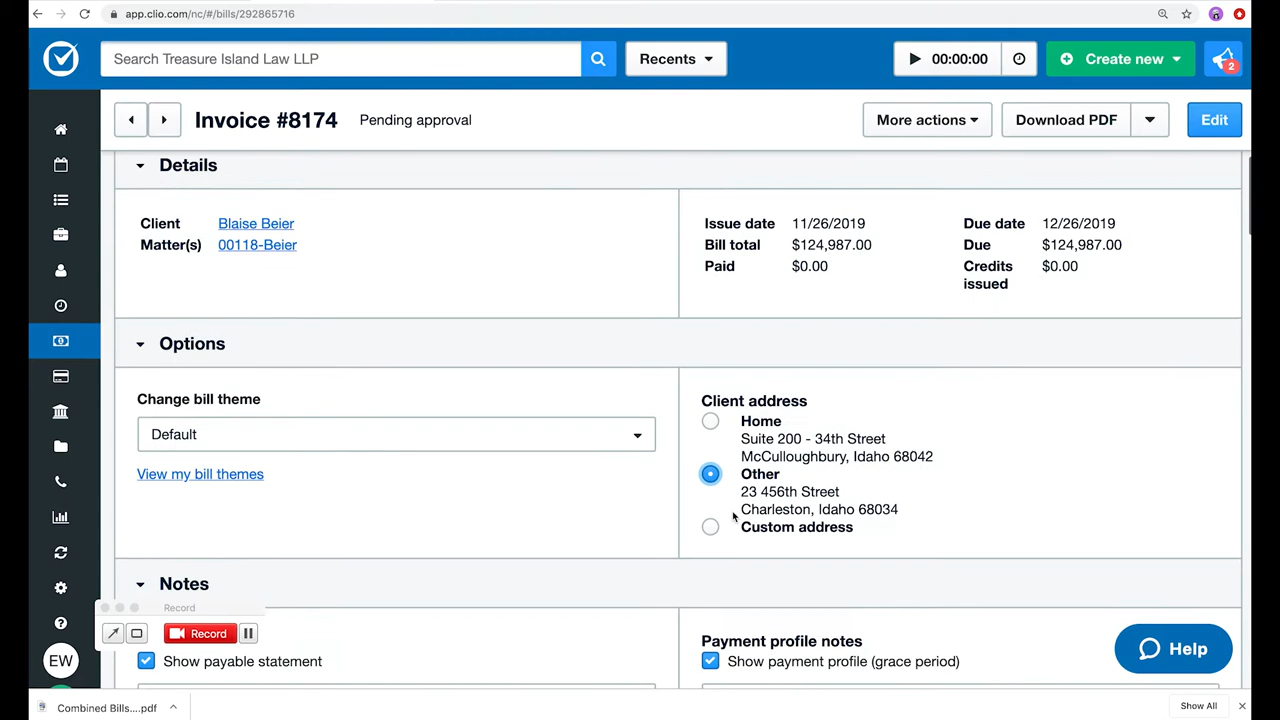 app.clio.com/nc/#/bills/292865716
Search Treasure Island Law LLP
Recents
00:00:00
Create new
2
Invoice #8174
Pending approval
More actions
Download PDF
Edit
Details
Client Blaise Beier
Matter(s) 00118-Beier
Issue date 11/26/2019
Bill total $124,987.00
Paid $0.00
Due date 12/26/2019
Due $124,987.00
Credits issued $0.00
Options
Change bill theme
Default
View my bill themes
Client address
Home
Suite 200 - 34th Street
McCulloughbury, Idaho 68042
Other
23 456th Street
Charleston, Idaho 68034
Custom address
Notes
Record
Record
Show payable statement
Payment profile notes
Show payment profile (grace period)
Help
EW
Combined Bills....pdf
Show All